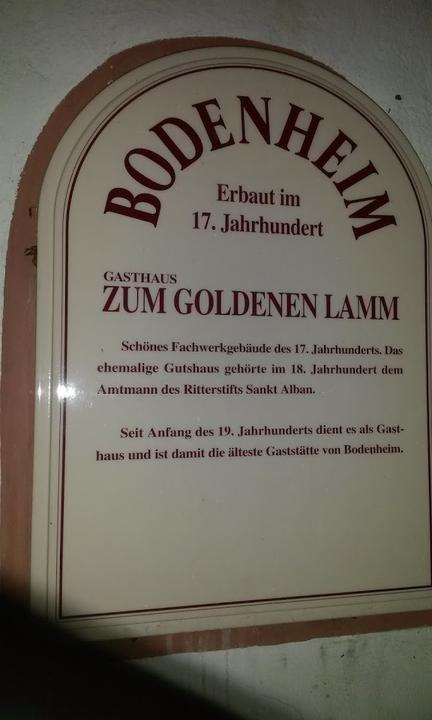 BODENHEIM
Erbaut im
17. Jahrhundert
GASTHAUS
ZUM GOLDENEN LAMM
Schönes Fachwerkgebäude des 17. Jahrhunderts. Das
ehemalige Gutshaus gehörte im 18. Jahrhundert dem
Amtmann des Ritterstifts Sankt Alban.
Seit Anfang des 19. Jahrhunderts dient es als Gast-
haus und ist damit die älteste Gaststätte von Bodenheim.